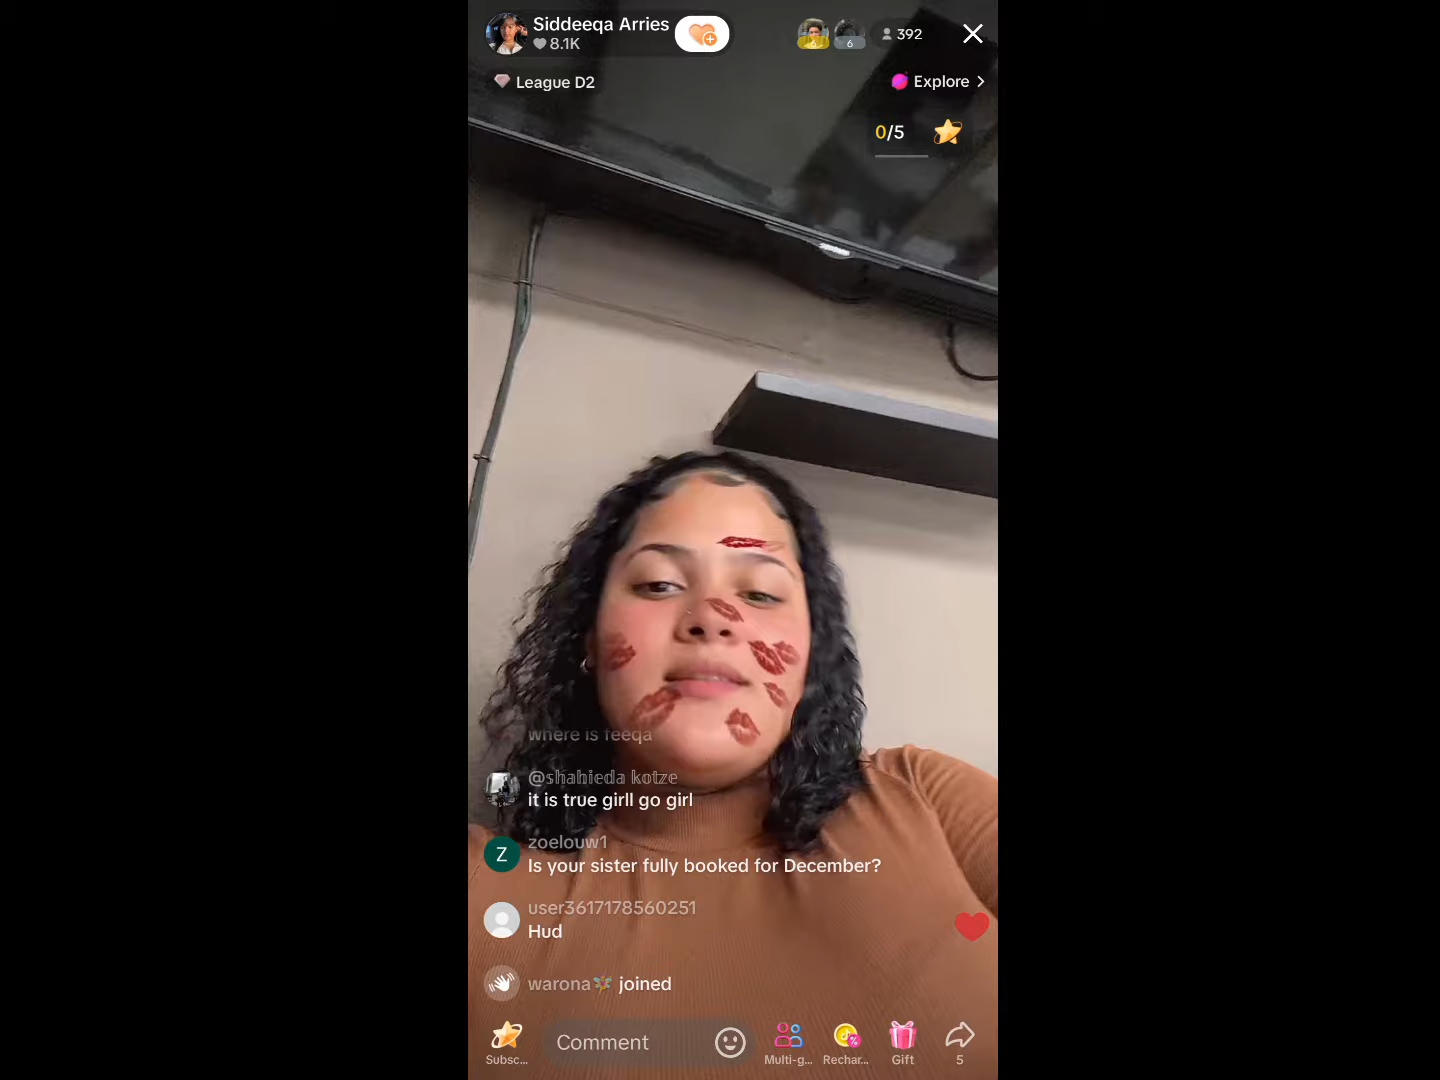 Siddeeqa Arries
8.1K
6
6
392
League D2
Explore
0/5
where is feeqa
@𝕤𝕙𝕒𝕙𝕚𝕖𝕕𝕒 𝕜𝕠𝕥𝕫𝕖
it is true girll go girl
Z
zoelouw1
Is your sister fully booked for December?
user3617178560251
Hud
warona🧚 joined
Comment
Subsc...
Multi-g...
Rechar...
Gift
5